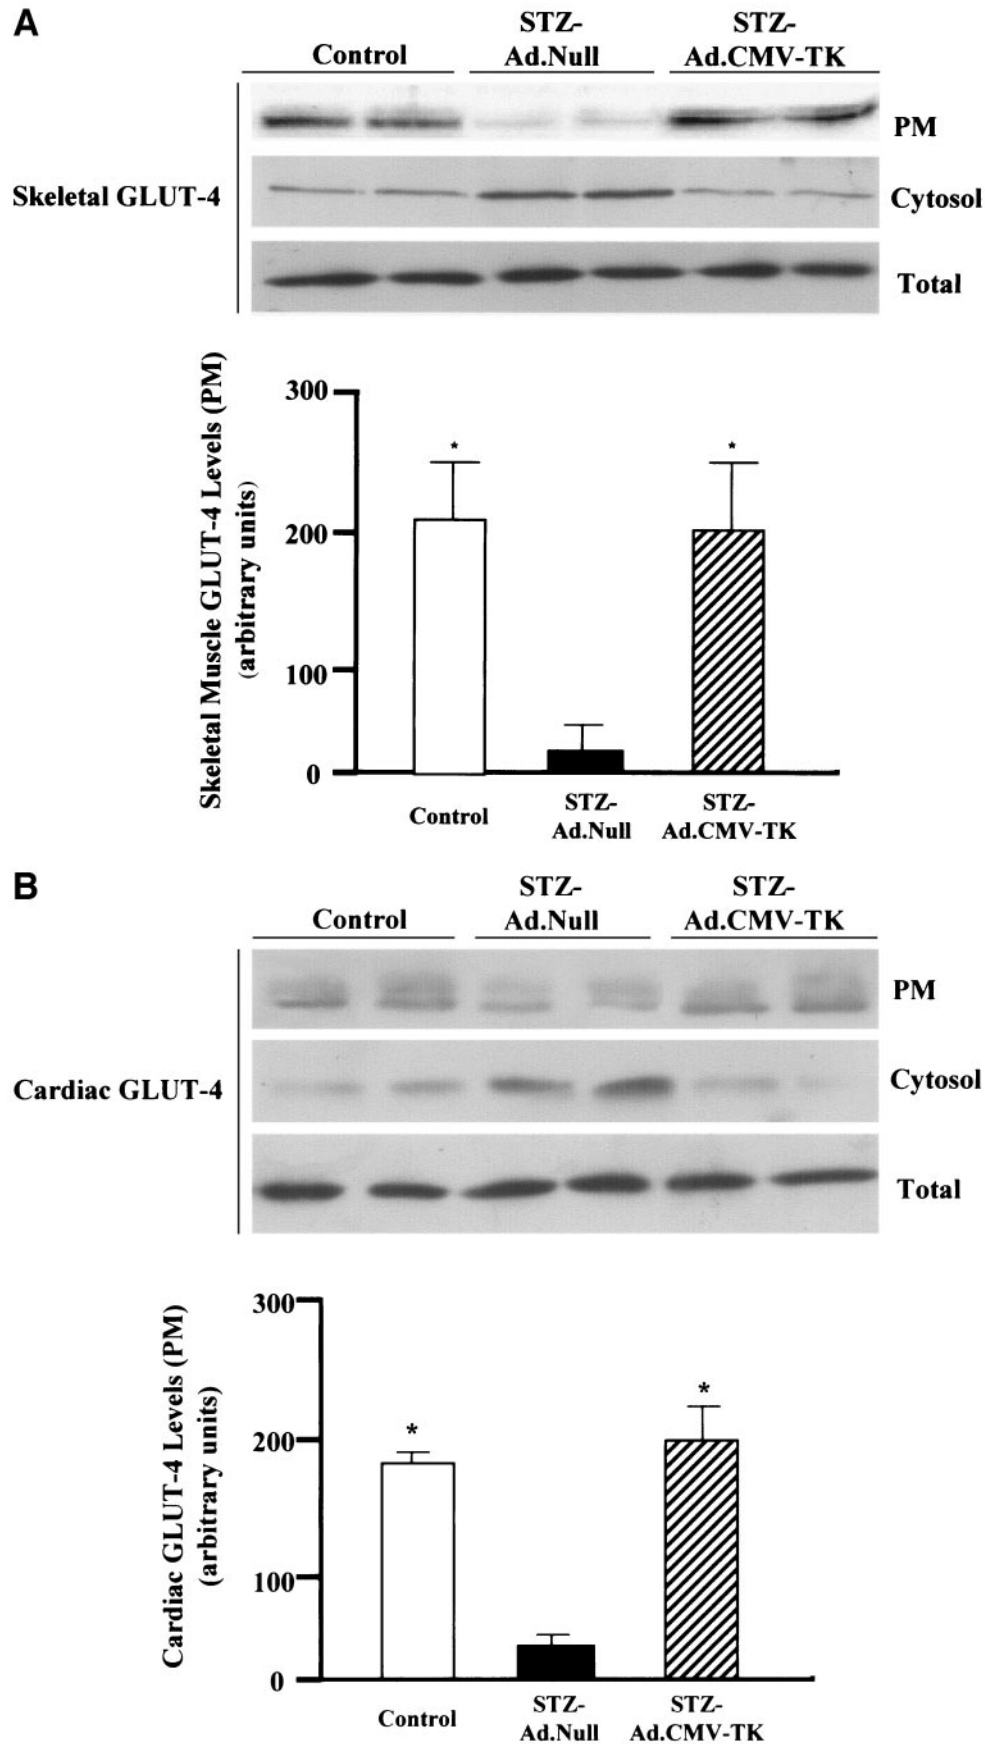 A
Control
STZ-
Ad.Null
STZ-
Ad.CMV-TK
Skeletal GLUT-4
PM
Cytosol
Total
Skeletal Muscle GLUT-4 Levels (PM)
(arbitrary units)
300
200
100
0
*
*
Control
STZ-
Ad.Null
STZ-
Ad.CMV-TK
B
Control
STZ-
Ad.Null
STZ-
Ad.CMV-TK
Cardiac GLUT-4
PM
Cytosol
Total
Cardiac GLUT-4 Levels (PM)
(arbitrary units)
300
200
100
0
*
*
Control
STZ-
Ad.Null
STZ-
Ad.CMV-TK